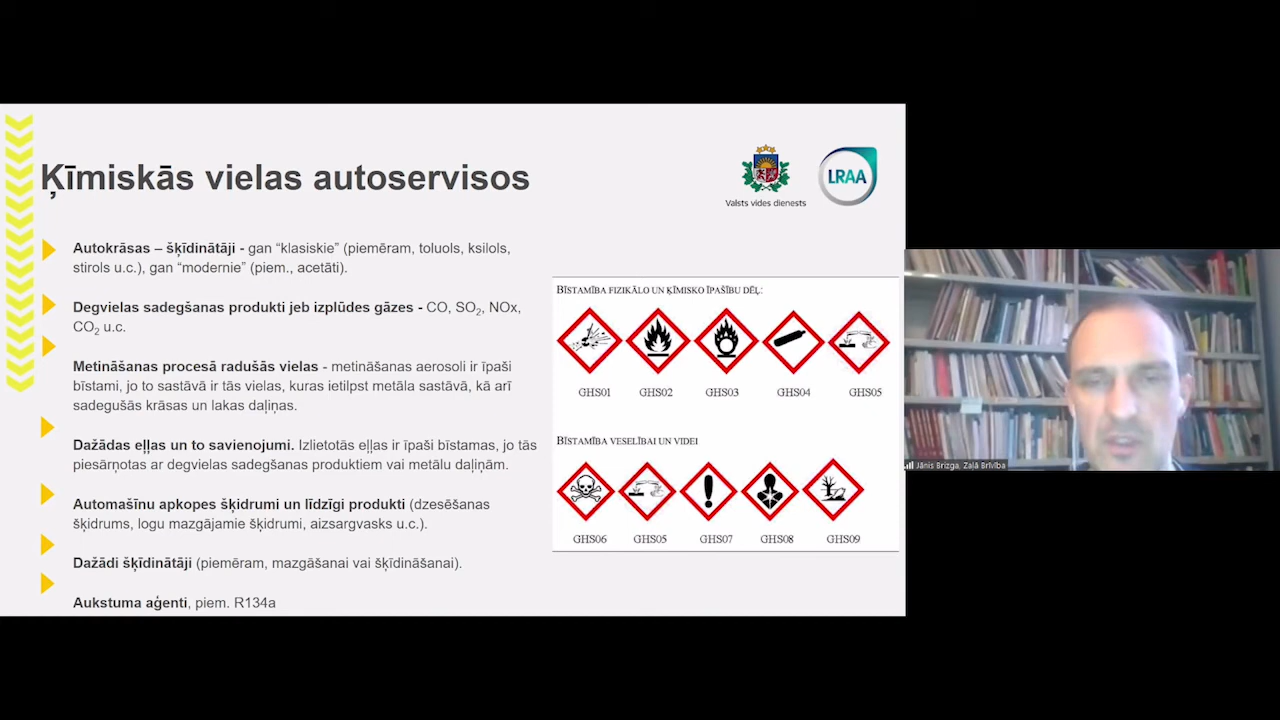 Ķīmiskās vielas autoservisos
Valsts vides dienests
LRAA
Autokrāsas – šķīdinātāji - gan “klasiskie” (piemēram, toluols, ksilols,
stirols u.c.), gan “modernie” (piem., acetāti).
Degvielas sadegšanas produkti jeb izplūdes gāzes - CO, SO2, NOx,
CO2 u.c.
Metināšanas procesā radušās vielas - metināšanas aerosoli ir īpaši
bīstami, jo to sastāvā ir tās vielas, kuras ietilpst metāla sastāvā, kā arī
sadegušās krāsas un lakas daļiņas.
Dažādas eļļas un to savienojumi. Izlietotās eļļas ir īpaši bīstamas, jo tās
piesārņotas ar degvielas sadegšanas produktiem vai metālu daļiņām.
Automašīnu apkopes šķidrumi un līdzīgi produkti (dzesēšanas
šķidrums, logu mazgājamie šķidrumi, aizsargvasks u.c.).
Dažādi šķīdinātāji (piemēram, mazgāšanai vai šķīdināšanai).
Aukstuma aģenti, piem. R134a
BĪSTAMĪBA FIZIKĀLO UN ĶĪMISKO ĪPAŠĪBU DĒĻ:
GHS01 GHS02 GHS03 GHS04 GHS05
BĪSTAMĪBA VESELĪBAI UN VIDEI
GHS06 GHS05 GHS07 GHS08 GHS09
Jānis Brizga, Zaļā Brīvība